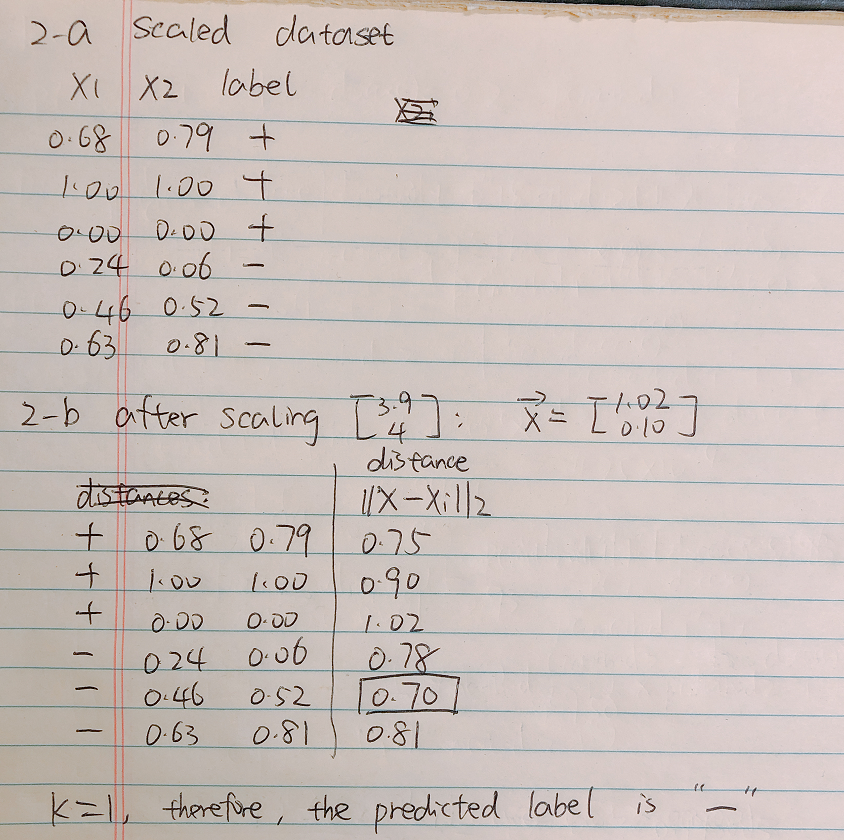 2-a scaled dataset
X1 X2 label
0.68 0.79 +
1.00 1.00 +
0.00 0.00 +
0.24 0.06 -
0.46 0.52 -
0.63 0.81 -
2-b after scaling [3.9 4]: x⃗ = [1.02 0.10]
distance
distances: ||X-Xi||2
+ 0.68 0.79 0.75
+ 1.00 1.00 0.90
+ 0.00 0.00 1.02
- 0.24 0.06 0.78
- 0.46 0.52 0.70
- 0.63 0.81 0.81
k=1, therefore, the predicted label is "-"